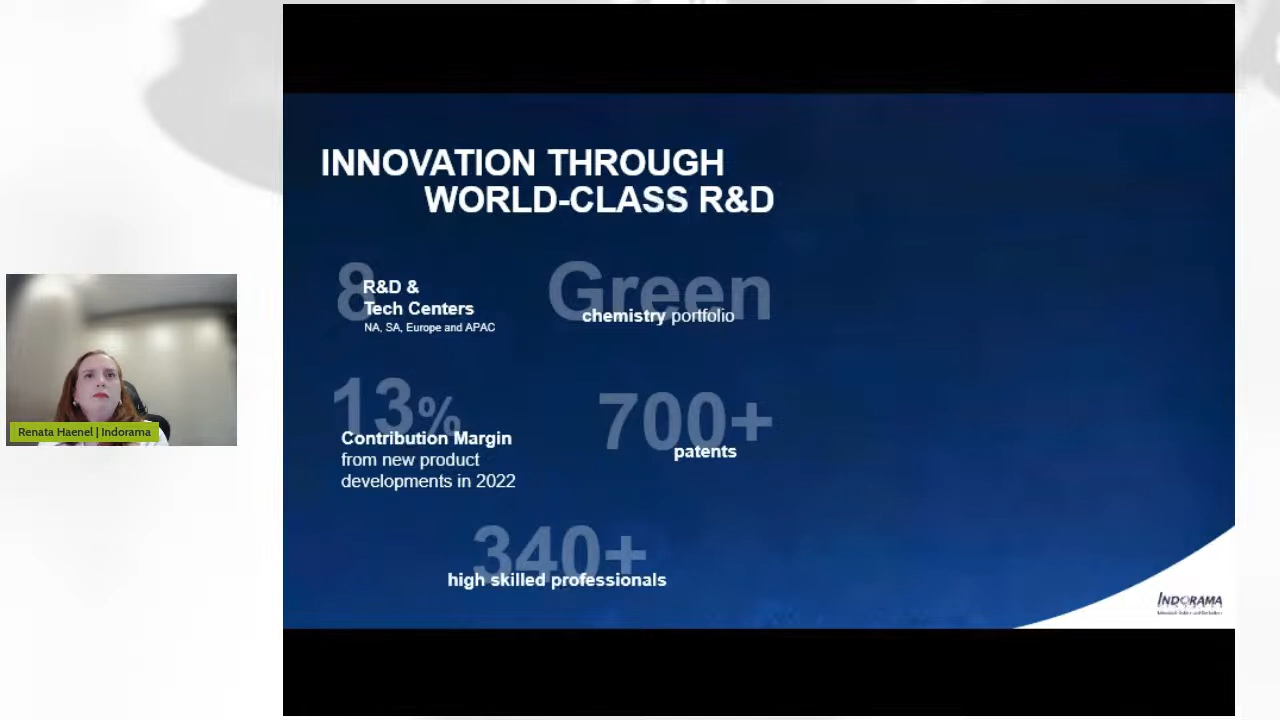 INNOVATION THROUGH
WORLD-CLASS R&D
8
R&D &
Tech Centers
NA, SA, Europe and APAC
Green
chemistry portfolio
13%
Contribution Margin
from new product
developments in 2022
700+
patents
340+
high skilled professionals
Renata Haenel | Indorama
INDORAMA